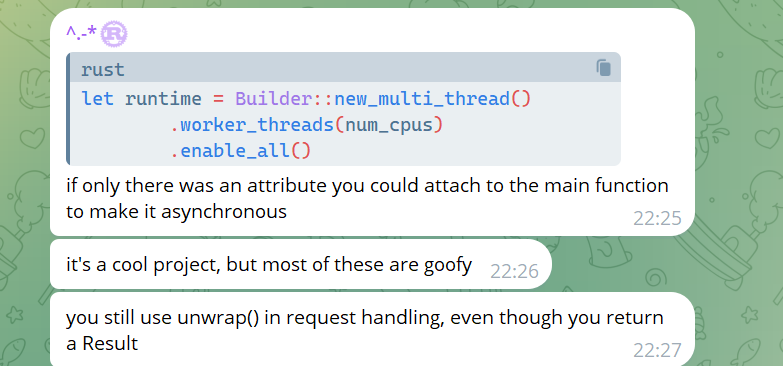 ^.-*
rust
let runtime = Builder::new_multi_thread()
.worker_threads(num_cpus)
.enable_all()
if only there was an attribute you could attach to the main function
to make it asynchronous
22:25
it's a cool project, but most of these are goofy 22:26
you still use unwrap() in request handling, even though you return
a Result
22:27